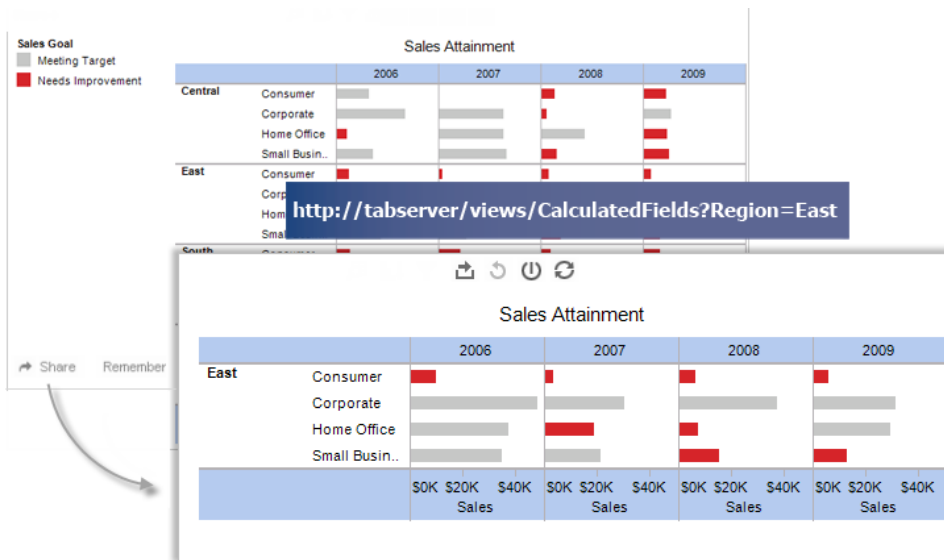 Sales Goal
Meeting Target
Needs Improvement
Sales Attainment
2006 2007 2008 2009
Central Consumer
Corporate
Home Office
Small Busin..
East Consumer
http://tabserver/views/CalculatedFields?Region=East
Share Remember
Sales Attainment
2006 2007 2008 2009
East Consumer
Corporate
Home Office
Small Busin..
$0K $20K $40K $0K $20K $40K $0K $20K $40K $0K $20K $40K
Sales Sales Sales Sales